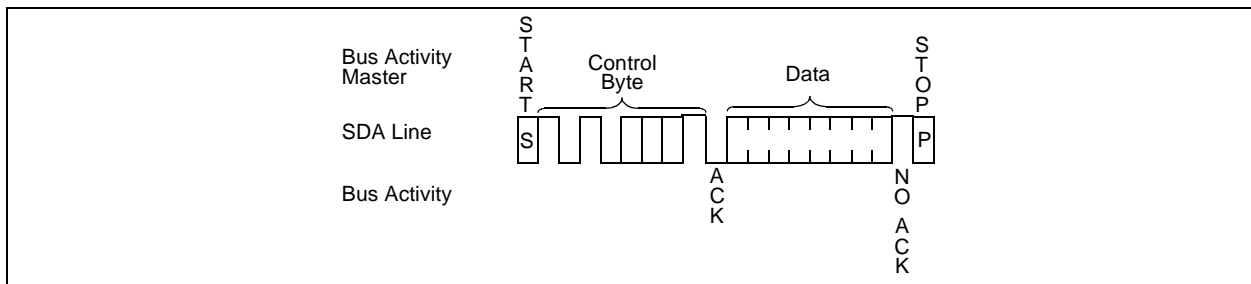 Bus Activity
Master
SDA Line
Bus Activity
START
Control
Byte
Data
STOP
S
P
ACK
NO ACK